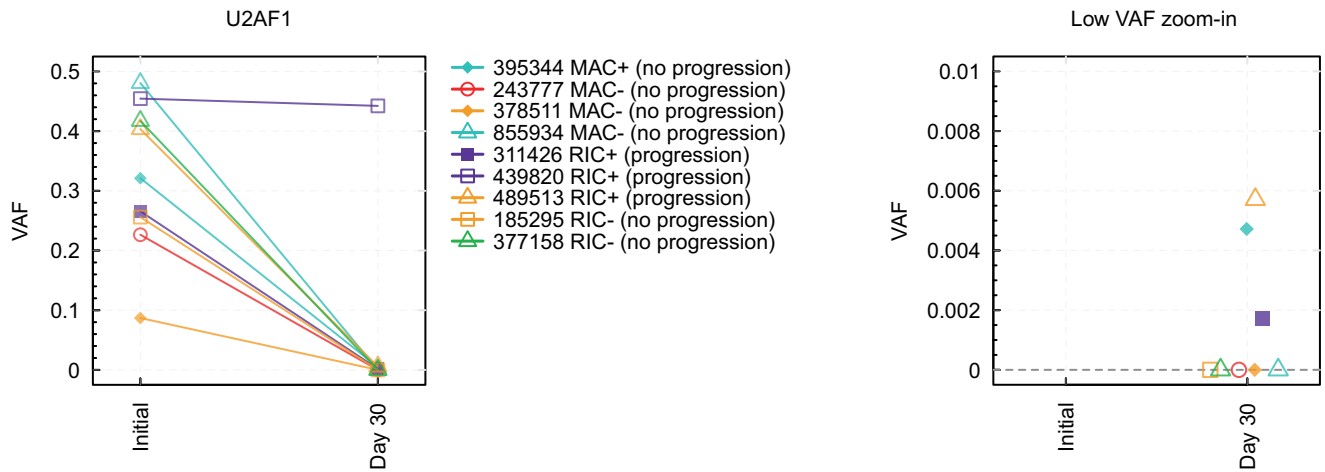 U2AF1
VAF
0.5
0.4
0.3
0.2
0.1
0
Initial
Day 30
395344 MAC+ (no progression)
243777 MAC- (no progression)
378511 MAC- (no progression)
855934 MAC- (no progression)
311426 RIC+ (progression)
439820 RIC+ (progression)
489513 RIC+ (progression)
185295 RIC- (no progression)
377158 RIC- (no progression)
Low VAF zoom-in
VAF
0.01
0.008
0.006
0.004
0.002
0
Initial
Day 30